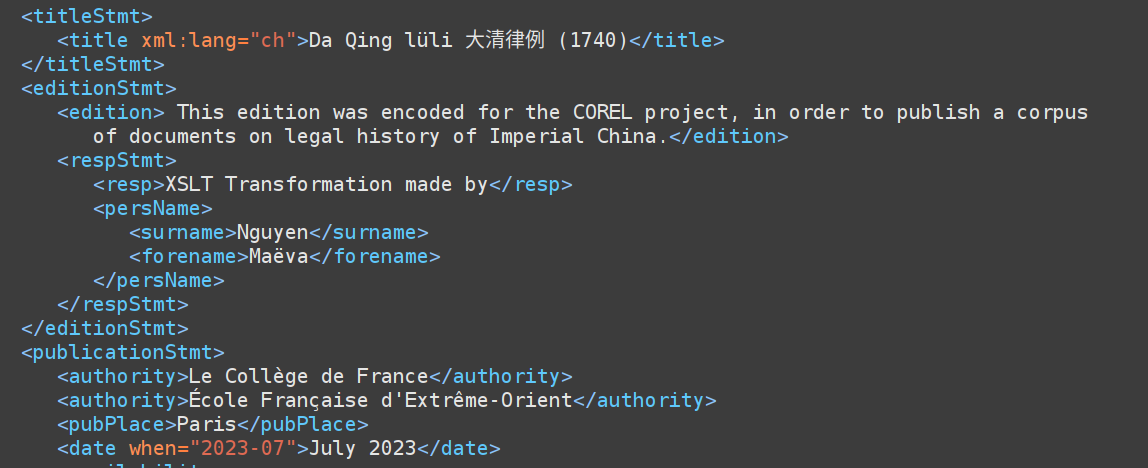 <titleStmt>
<title xml:lang="ch">Da Qing lüli 大清律例 (1740)</title>
</titleStmt>
<editionStmt>
<edition> This edition was encoded for the COREL project, in order to publish a corpus
of documents on legal history of Imperial China.</edition>
<respStmt>
<resp>XSLT Transformation made by</resp>
<persName>
<surname>Nguyen</surname>
<forename>Maëva</forename>
</persName>
</respStmt>
</editionStmt>
<publicationStmt>
<authority>Le Collège de France</authority>
<authority>École Française d'Extrême-Orient</authority>
<pubPlace>Paris</pubPlace>
<date when="2023-07">July 2023</date>